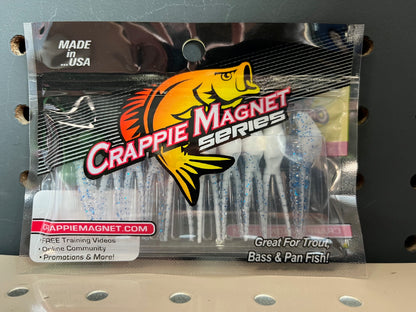 MADE
in...
...USA
CRAPPIE MAGNET
SERIES
CRAPPIEMAGNET.COM
• FREE Training Videos
• Online Community
• Promotions & More!
Great For Trout,
Bass & Pan Fish!